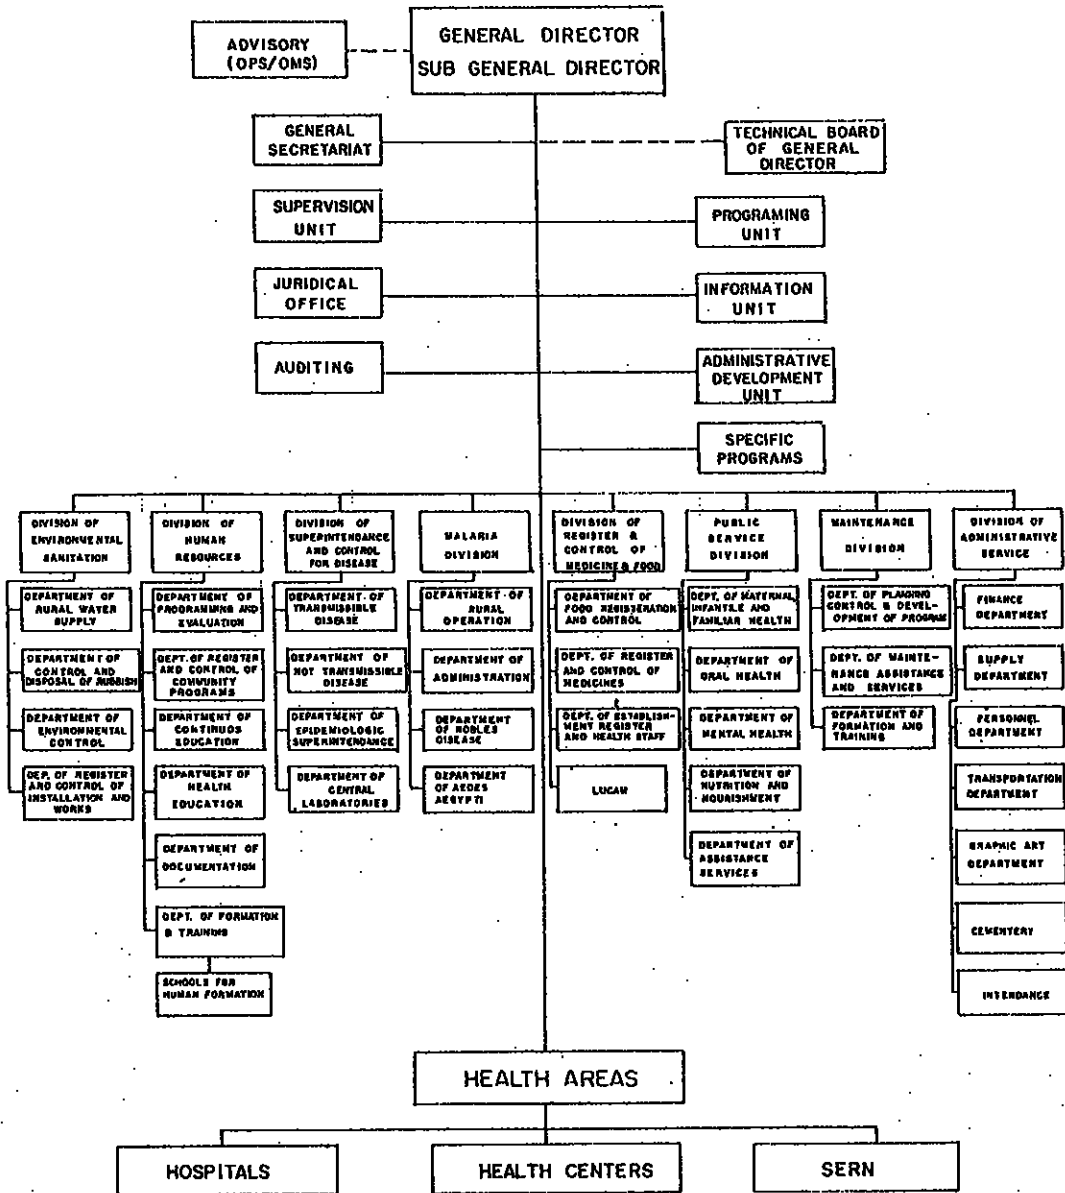 ADVISORY
(OPS/OMS)
GENERAL DIRECTOR
SUB GENERAL DIRECTOR
GENERAL
SECRETARIAT
TECHNICAL BOARD
OF GENERAL
DIRECTOR
SUPERVISION
UNIT
PROGRAMING
UNIT
JURIDICAL
OFFICE
INFORMATION
UNIT
AUDITING
ADMINISTRATIVE
DEVELOPMENT
UNIT
SPECIFIC
PROGRAMS
DIVISION OF
ENVIRONMENTAL
SANITATION
DEPARTMENT OF
RURAL WATER
SUPPLY
DEPARTMENT OF
CONTROL AND
DISPOSAL OF RUBBISH
DEPARTMENT OF
ENVIRONMENTAL
CONTROL
DEP. OF REGISTER
AND CONTROL OF
INSTALLATION AND
WORKS
DIVISION OF
HUMAN
RESOURCES
DEPARTMENT OF
PROGRAMMING AND
EVALUATION
DEPT. OF REGISTER
AND CONTROL OF
COMMUNITY
PROGRAMS
DEPARTMENT OF
CONTINUOS
EDUCATION
DEPARTMENT OF
HEALTH
EDUCATION
DEPARTMENT OF
DOCUMENTATION
DEPT. OF FORMATION
& TRAINING
SCHOOLS FOR
HUMAN FORMATION
DIVISION OF
SUPERINTENDANCE
AND CONTROL
FOR DISEASE
DEPARTMENT OF
TRANSMISSIBLE
DISEASE
DEPARTMENT OF
NOT TRANSMISSIBLE
DISEASE
DEPARTMENT OF
EPIDEMIOLOGIC
SUPERINTENDANCE
DEPARTMENT OF
CENTRAL
LABORATORIES
MALARIA
DIVISION
DEPARTMENT OF
RURAL
OPERATION
DEPARTMENT OF
ADMINISTRATION
DEPARTMENT
OF ROBLES
DISEASE
DEPARTMENT
OF AEDES
AEGYPTI
DIVISION OF
REGISTER &
CONTROL OF
MEDICINE & FOOD
DEPARTMENT OF
FOOD REGISTERATION
AND CONTROL
DEPT. OF REGISTER
AND CONTROL OF
MEDICINES
DEPT. OF ESTABLISH-
MENT REGISTER
AND HEALTH STAFF
LUCAM
PUBLIC
SERVICE
DIVISION
DEPT. OF MATERNAL,
INFANTILE AND
FAMILIAR HEALTH
DEPARTMENT OF
ORAL HEALTH
DEPARTMENT OF
MENTAL HEALTH
DEPARTMENT OF
NUTRITION AND
NOURISHMENT
DEPARTMENT OF
ASSISTANCE
SERVICES
MAINTENANCE
DIVISION
DEPT. OF PLANING
CONTROL & DEVEL-
OPMENT OF PROGRAM
DEPT. OF MAINTE-
NANCE ASSISTANCE
AND SERVICES
DEPARTMENT OF
FORMATION AND
TRAINING
DIVISION OF
ADMINISTRATIVE
SERVICE
FINANCE
DEPARTMENT
SUPPLY
DEPARTMENT
PERSONNEL
DEPARTMENT
TRANSPORTATION
DEPARTMENT
GRAPHIC ART
DEPARTMENT
CEMENTERY
INTENDANCE
HEALTH AREAS
HOSPITALS
HEALTH CENTERS
SERN